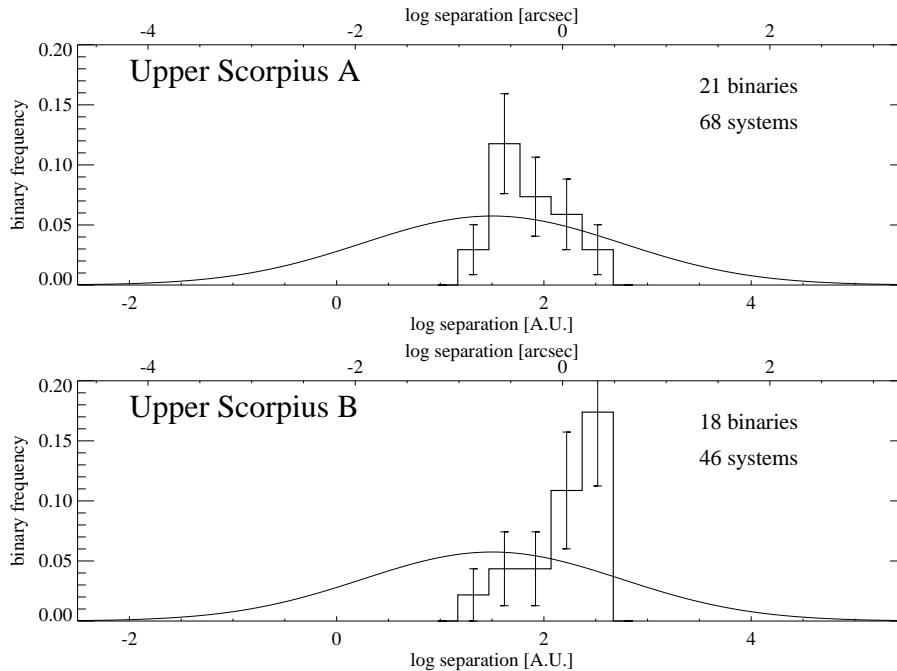 log separation [arcsec]
-4 -2 0 2
0.20
0.15
0.10
0.05
0.00
binary frequency
Upper Scorpius A
21 binaries
68 systems
-2 0 2 4
log separation [A.U.]
log separation [arcsec]
-4 -2 0 2
0.20
0.15
0.10
0.05
0.00
binary frequency
Upper Scorpius B
18 binaries
46 systems
-2 0 2 4
log separation [A.U.]